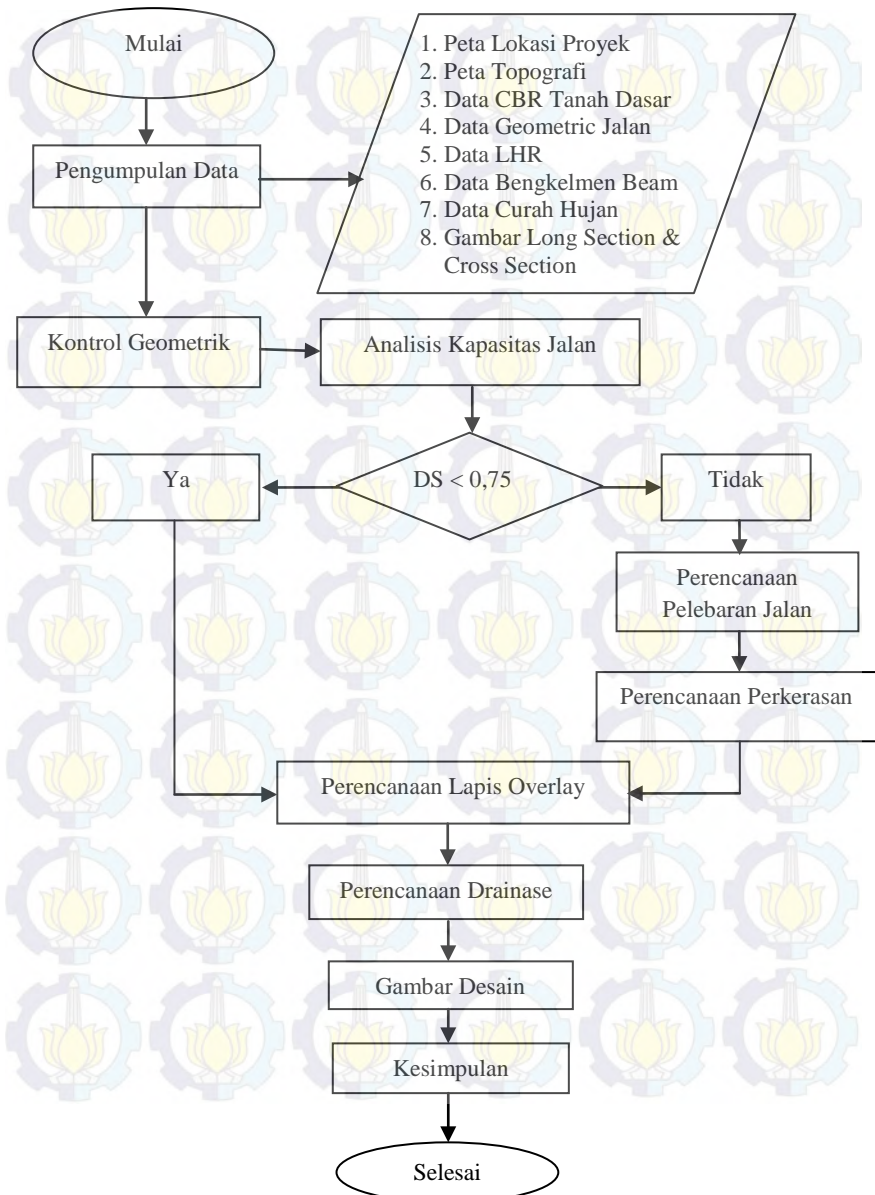 Mulai
1. Peta Lokasi Proyek
2. Peta Topografi
3. Data CBR Tanah Dasar
4. Data Geometric Jalan
5. Data LHR
6. Data Bengkelmen Beam
7. Data Curah Hujan
8. Gambar Long Section &
Cross Section
Pengumpulan Data
Kontrol Geometrik
Analisis Kapasitas Jalan
Ya
DS < 0,75
Tidak
Perencanaan
Pelebaran Jalan
Perencanaan Perkerasan
Perencanaan Lapis Overlay
Perencanaan Drainase
Gambar Desain
Kesimpulan
Selesai